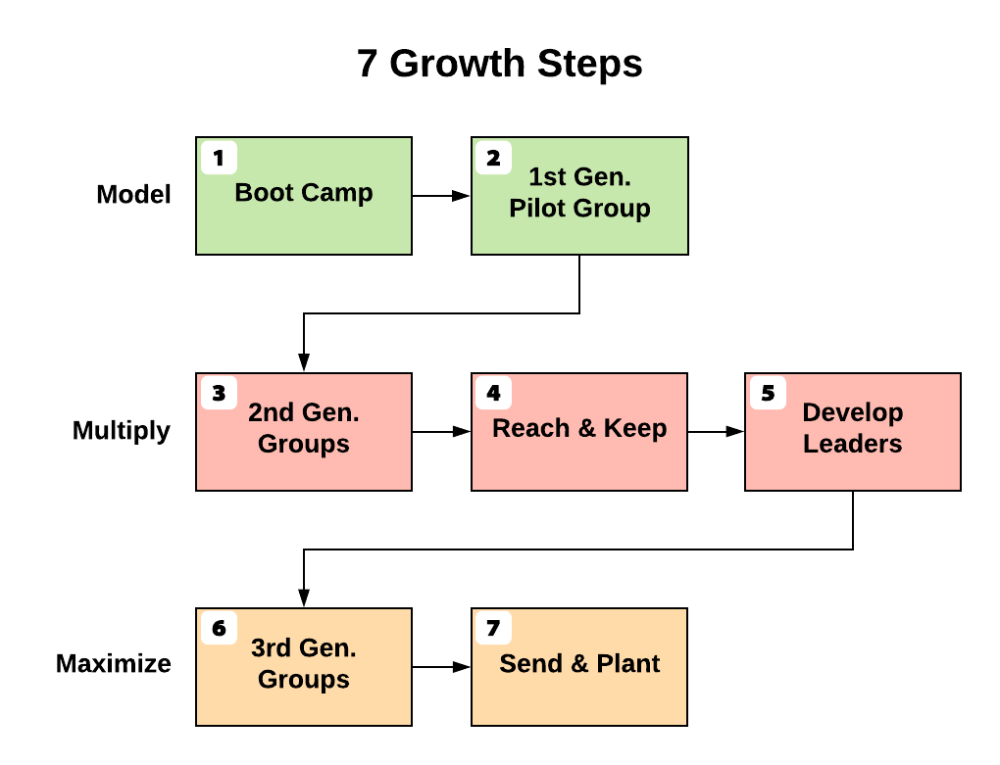 7 Growth Steps
Model
1
Boot Camp
2
1st Gen.
Pilot Group
Multiply
3
2nd Gen.
Groups
4
Reach & Keep
5
Develop
Leaders
Maximize
6
3rd Gen.
Groups
7
Send & Plant